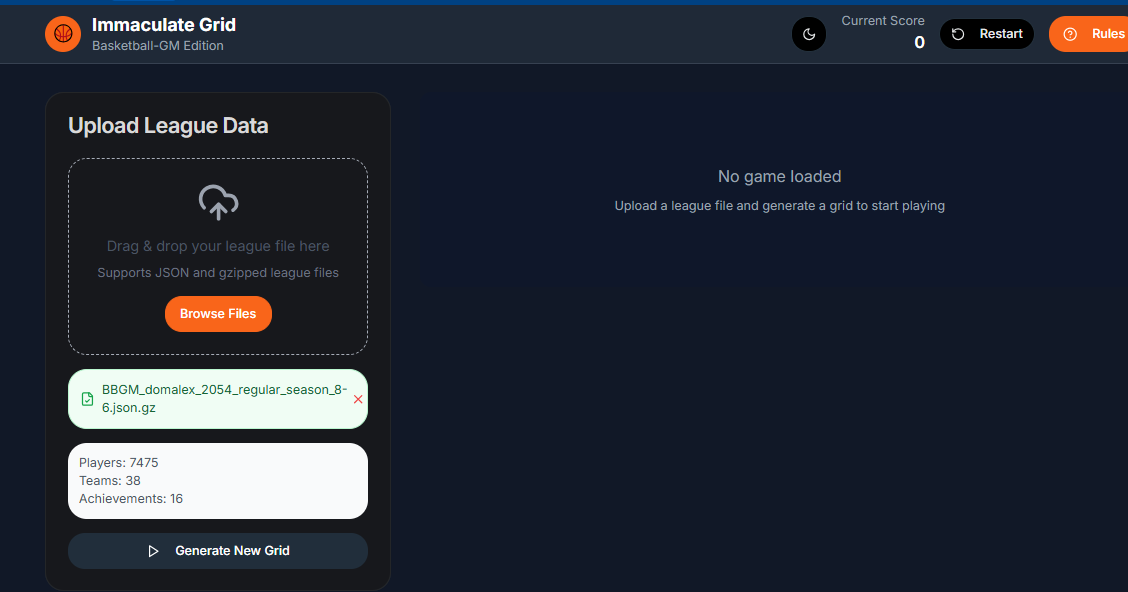 Immaculate Grid
Basketball-GM Edition
Current Score
0
Restart
Rules
Upload League Data
Drag & drop your league file here
Supports JSON and gzipped league files
Browse Files
BBGM_domalex_2054_regular_season_8-
6.json.gz
Players: 7475
Teams: 38
Achievements: 16
Generate New Grid
No game loaded
Upload a league file and generate a grid to start playing